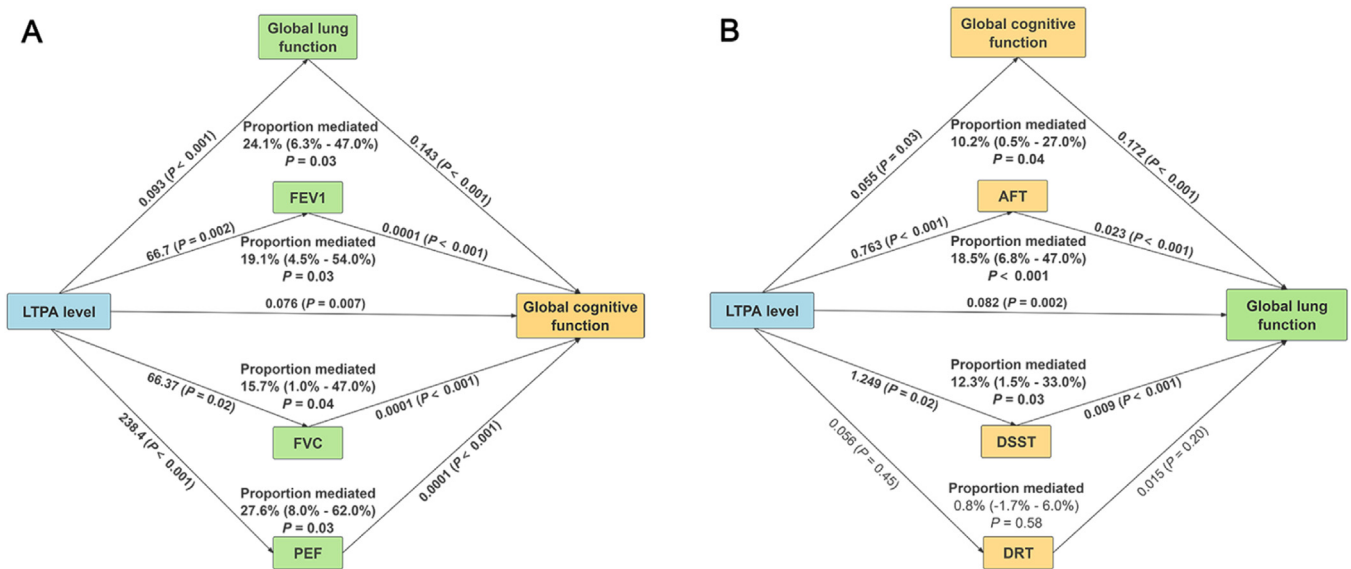 A
Global lung
function
0.093 (P < 0.001)
0.143 (P < 0.001)
Proportion mediated
24.1% (6.3% - 47.0%)
P = 0.03
FEV1
66.7 (P = 0.002)
0.0001 (P < 0.001)
Proportion mediated
19.1% (4.5% - 54.0%)
P = 0.03
LTPA level
0.076 (P = 0.007)
Global cognitive
function
66.37 (P = 0.02)
Proportion mediated
15.7% (1.0% - 47.0%)
P = 0.04
0.0001 (P < 0.001)
FVC
238.4 (P < 0.001)
0.0001 (P < 0.001)
Proportion mediated
27.6% (8.0% - 62.0%)
P = 0.03
PEF
B
Global cognitive
function
0.055 (P = 0.03)
0.172 (P < 0.001)
Proportion mediated
10.2% (0.5% - 27.0%)
P = 0.04
AFT
0.763 (P < 0.001)
0.023 (P < 0.001)
Proportion mediated
18.5% (6.8% - 47.0%)
P < 0.001
LTPA level
0.082 (P = 0.002)
Global lung
function
1.249 (P = 0.02)
Proportion mediated
12.3% (1.5% - 33.0%)
P = 0.03
0.009 (P < 0.001)
DSST
0.056 (P = 0.45)
0.015 (P = 0.20)
Proportion mediated
0.8% (-1.7% - 6.0%)
P = 0.58
DRT